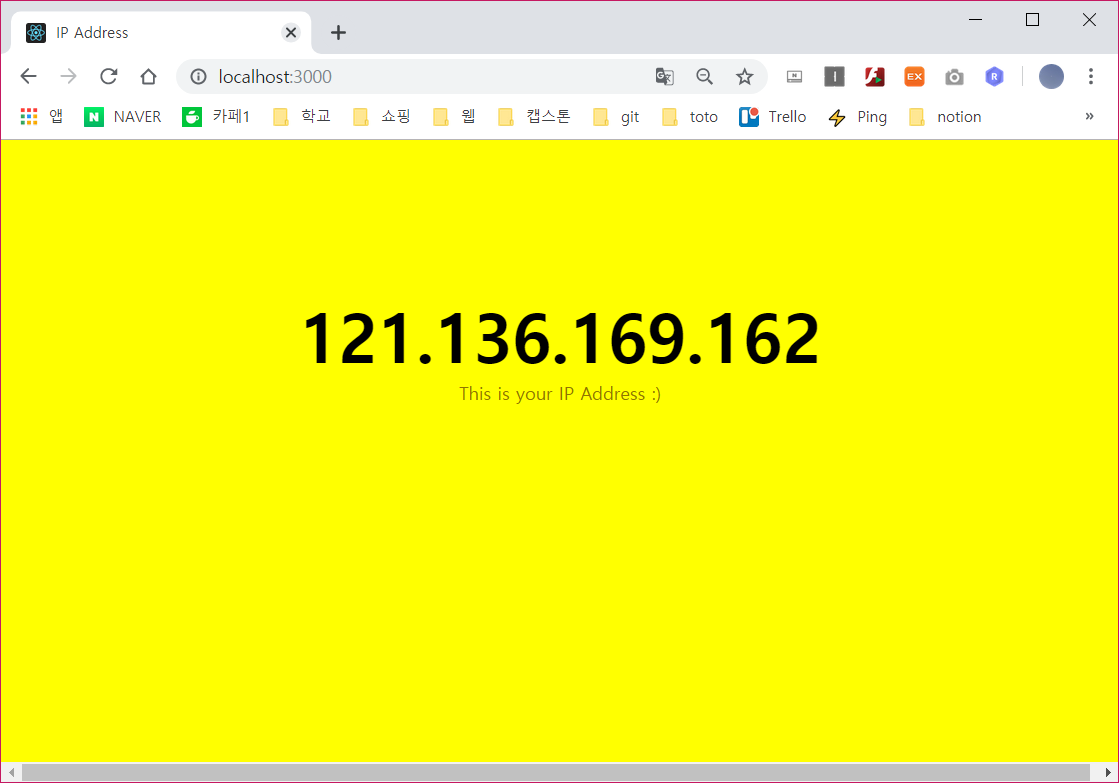 IP Address
localhost:3000
EX
R
앱 NAVER 카페1 학교 쇼핑 웹 캡스톤 git toto Trello Ping notion »
121.136.169.162
This is your IP Address :)